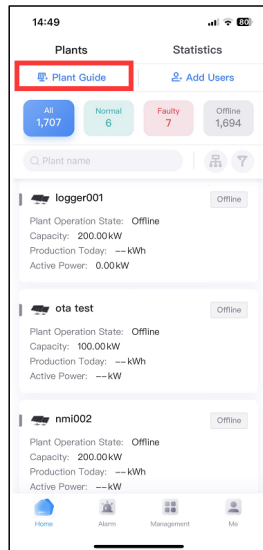 14:49
80
Plants
Statistics
Plant Guide
Add Users
All
1,707
Normal
6
Faulty
7
Offline
1,694
Plant name
logger001
Offline
Plant Operation State: Offline
Capacity: 200.00kW
Production Today: --kWh
Active Power: 0.00kW
ota test
Offline
Plant Operation State: Offline
Capacity: 100.00kW
Production Today: --kWh
Active Power: --kW
nmi002
Offline
Plant Operation State: Offline
Capacity: 200.00kW
Production Today: --kWh
Active Power: --kW
Home
Alarm
Management
Me